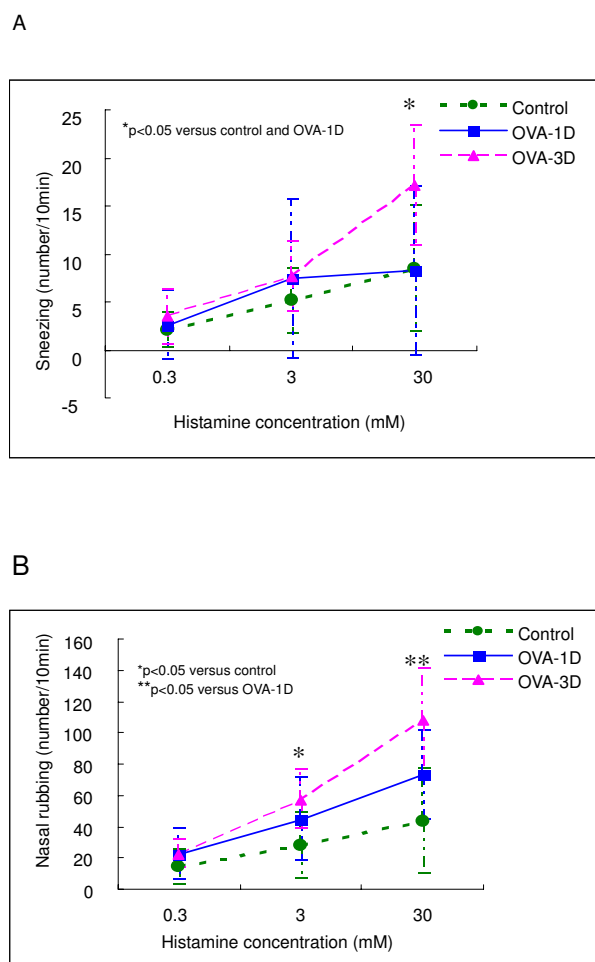 A
*p<0.05 versus control and OVA-1D
*
Control
OVA-1D
OVA-3D
Sneezing (number/10min)
25
20
15
10
5
0
-5
0.3 3 30
Histamine concentration (mM)
B
*p<0.05 versus control
**p<0.05 versus OVA-1D
*
**
Control
OVA-1D
OVA-3D
Nasal rubbing (number/10min)
160
140
120
100
80
60
40
20
0
0.3 3 30
Histamine concentration (mM)